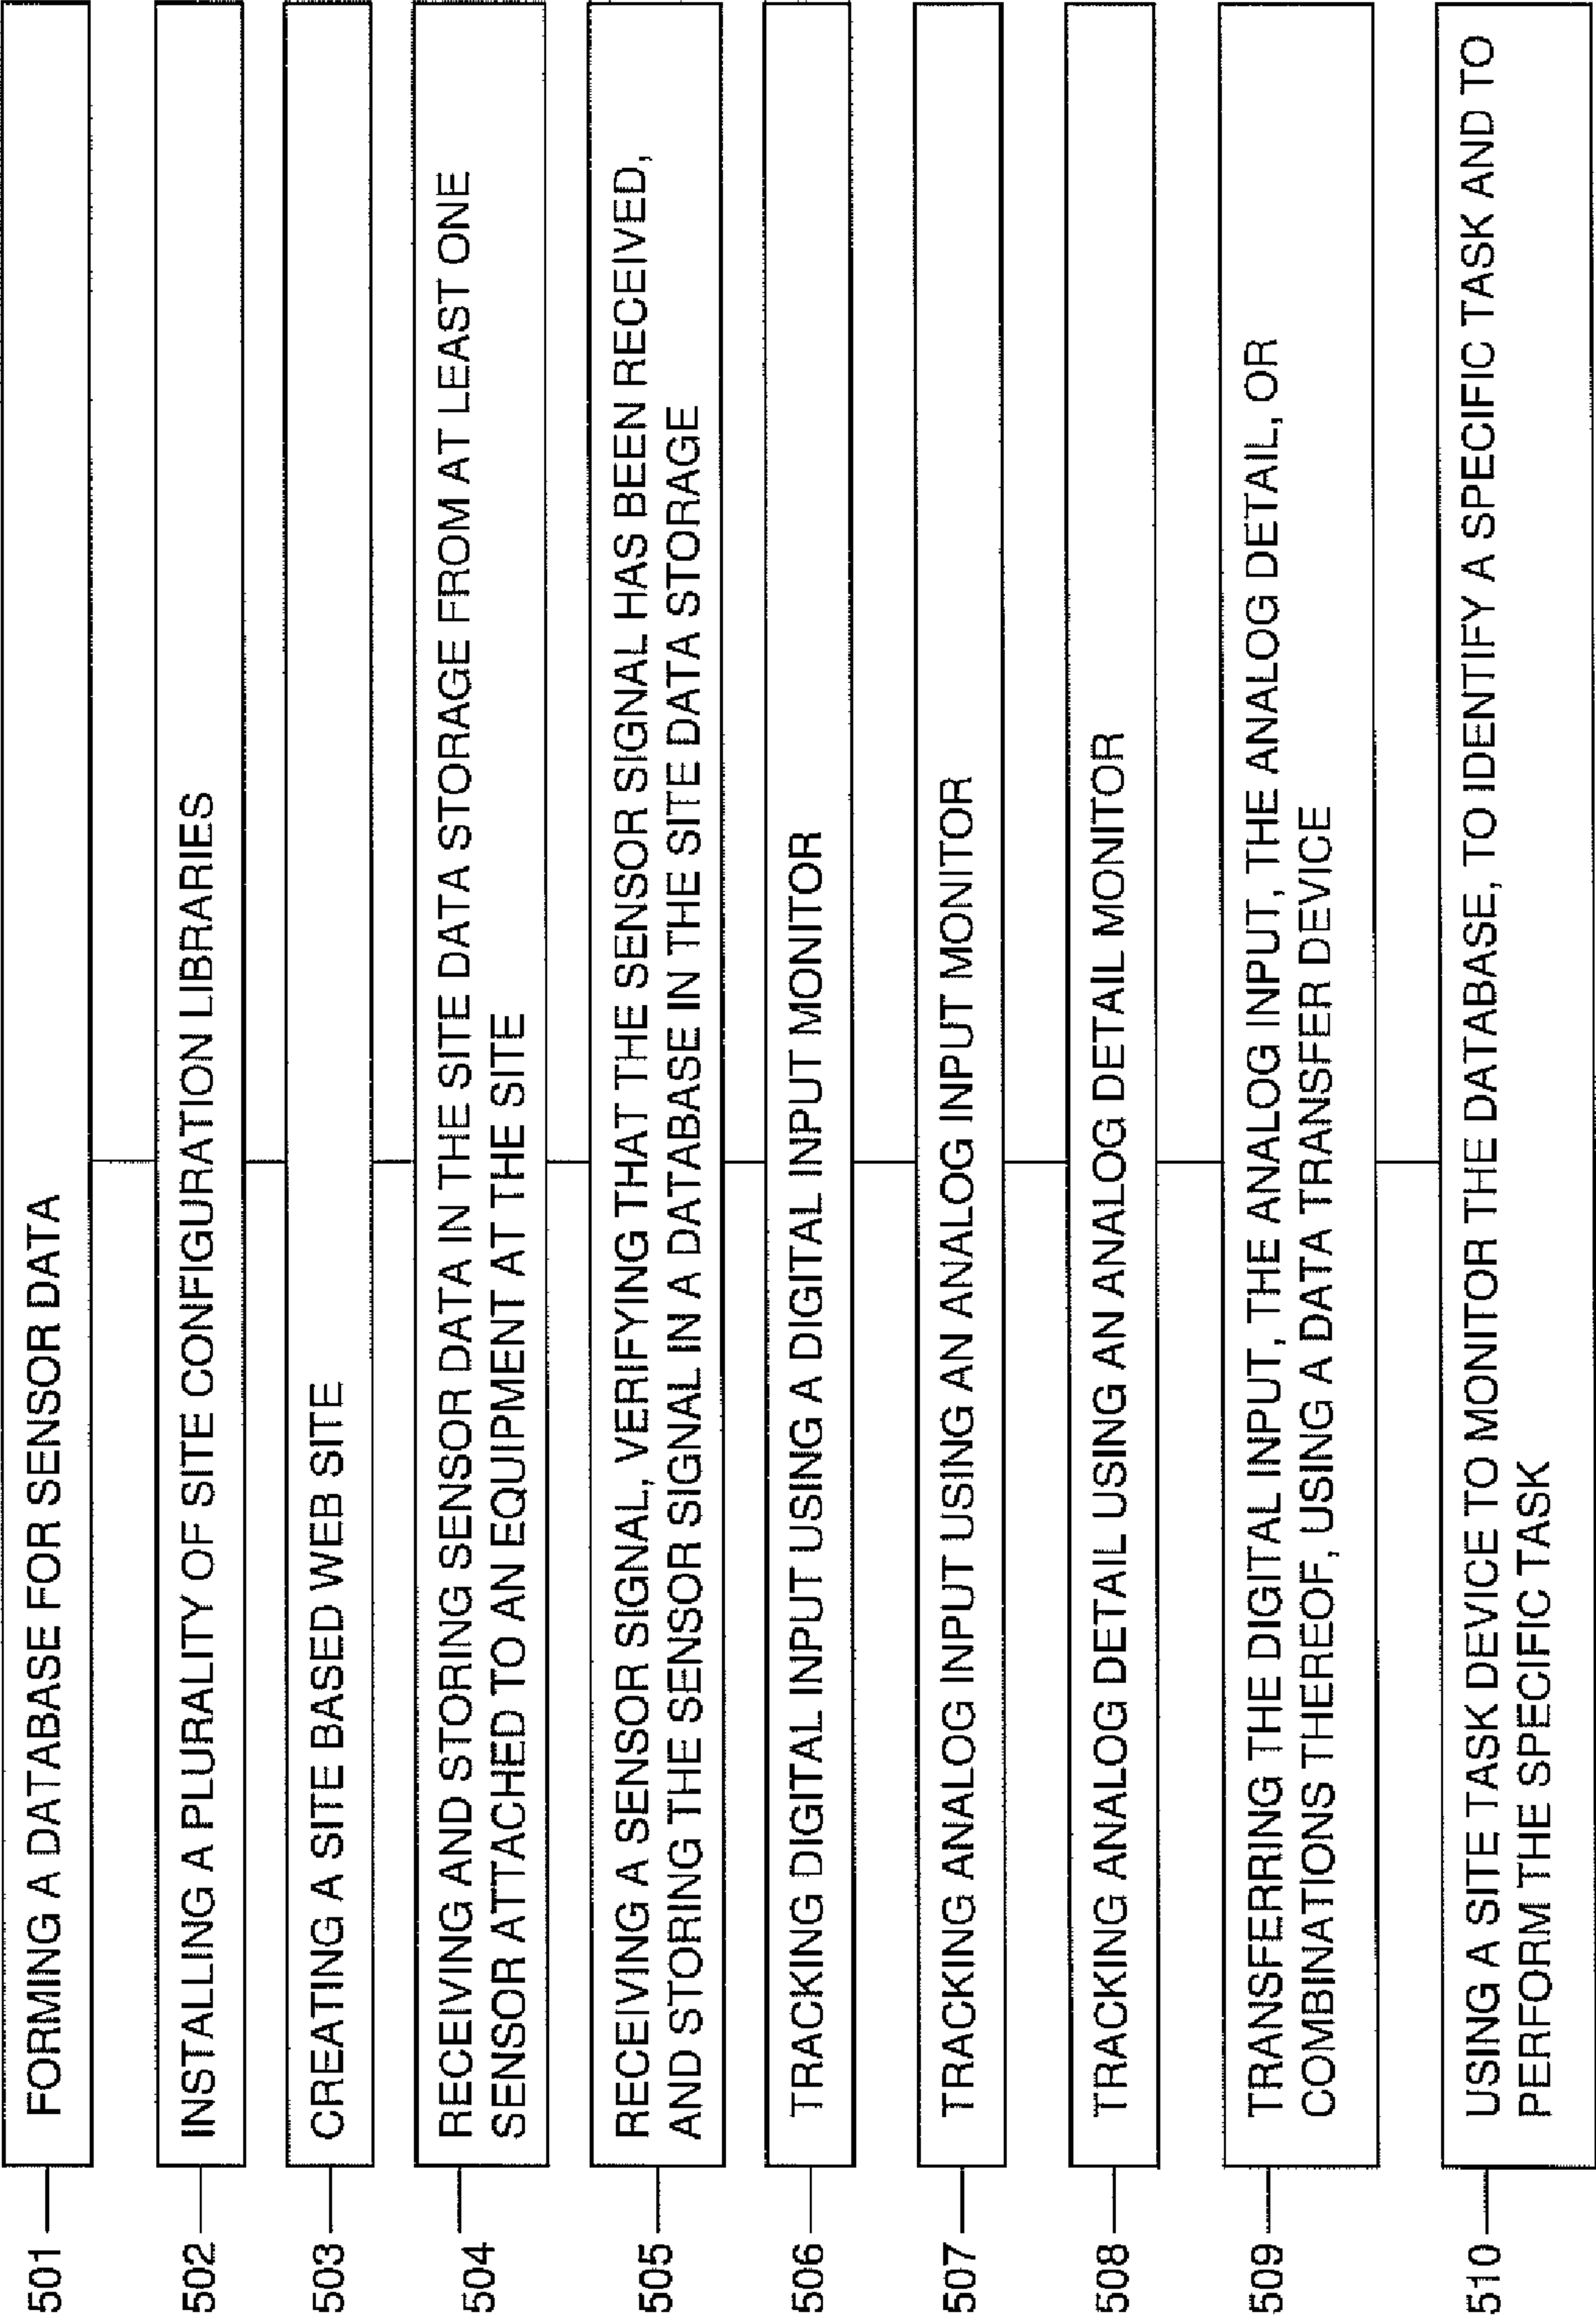 501 FORMING A DATABASE FOR SENSOR DATA
502 INSTALLING A PLURALITY OF SITE CONFIGURATION LIBRARIES
503 CREATING A SITE BASED WEB SITE
504 RECEIVING AND STORING SENSOR DATA IN THE SITE DATA STORAGE FROM AT LEAST ONE
SENSOR ATTACHED TO AN EQUIPMENT AT THE SITE
505 RECEIVING A SENSOR SIGNAL, VERIFYING THAT THE SENSOR SIGNAL HAS BEEN RECEIVED,
AND STORING THE SENSOR SIGNAL IN A DATABASE IN THE SITE DATA STORAGE
506 TRACKING DIGITAL INPUT USING A DIGITAL INPUT MONITOR
507 TRACKING ANALOG INPUT USING AN ANALOG INPUT MONITOR
508 TRACKING ANALOG DETAIL USING AN ANALOG DETAIL MONITOR
509 TRANSFERRING THE DIGITAL INPUT, THE ANALOG INPUT, THE ANALOG DETAIL, OR
COMBINATIONS THEREOF, USING A DATA TRANSFER DEVICE
510 USING A SITE TASK DEVICE TO MONITOR THE DATABASE, TO IDENTIFY A SPECIFIC TASK AND TO
PERFORM THE SPECIFIC TASK